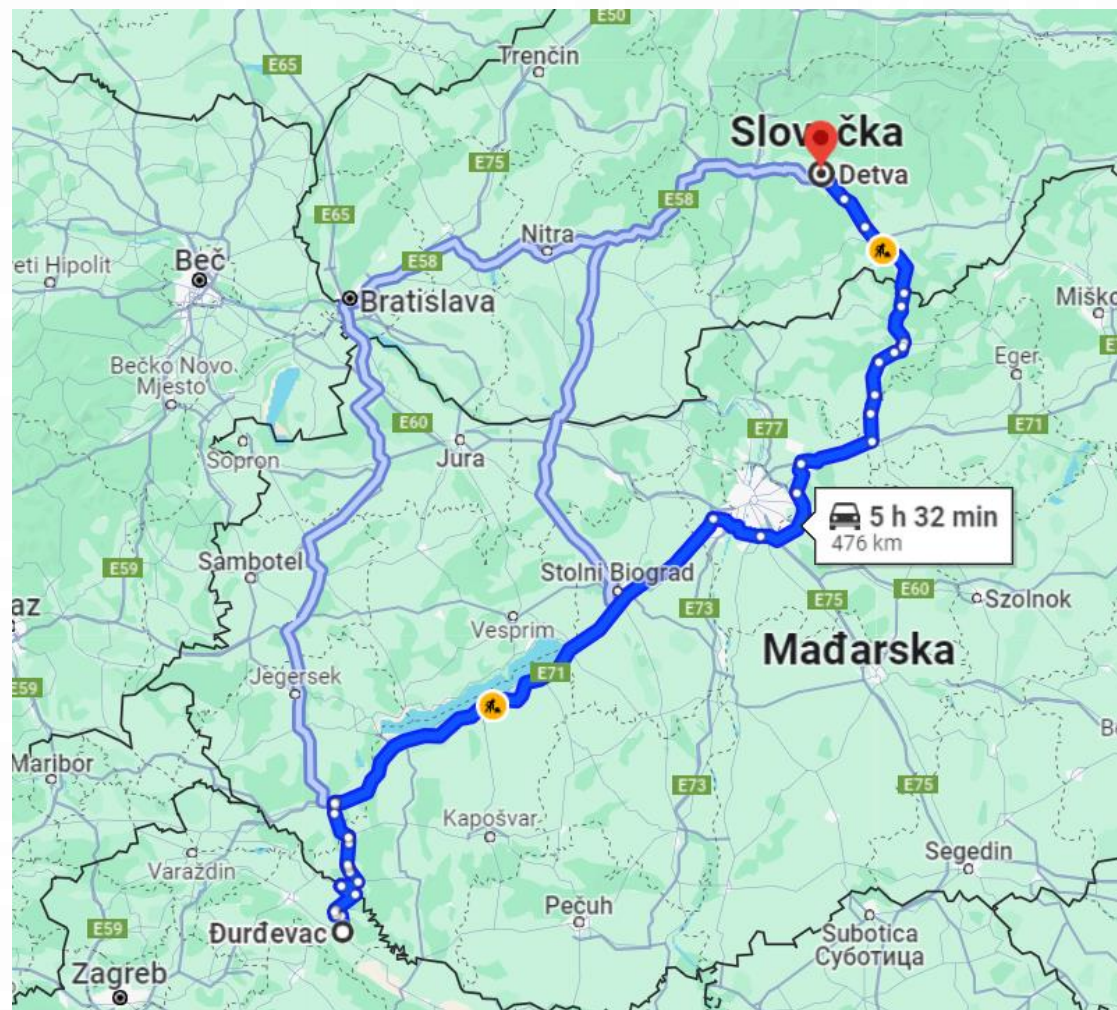 E50
E65
Trenčin
Slovačka
Detva
E75
E65
E58
Nitra
E58
eti Hipolit
Beč
Bratislava
Miško
Bečko Novo
Mjesto
Eger
E60
Sopron
Jura
E77
E71
5 h 32 min
476 km
Sambotel
E59
Stolni Biograd
E73
E75
E60
Szolnok
az
Vesprim
Mađarska
E59
Jegersek
E71
Maribor
E73
E75
Kapošvar
Varaždin
Segedin
Pečuh
Đurđevac
E59
Subotica
Суботица
Zagreb